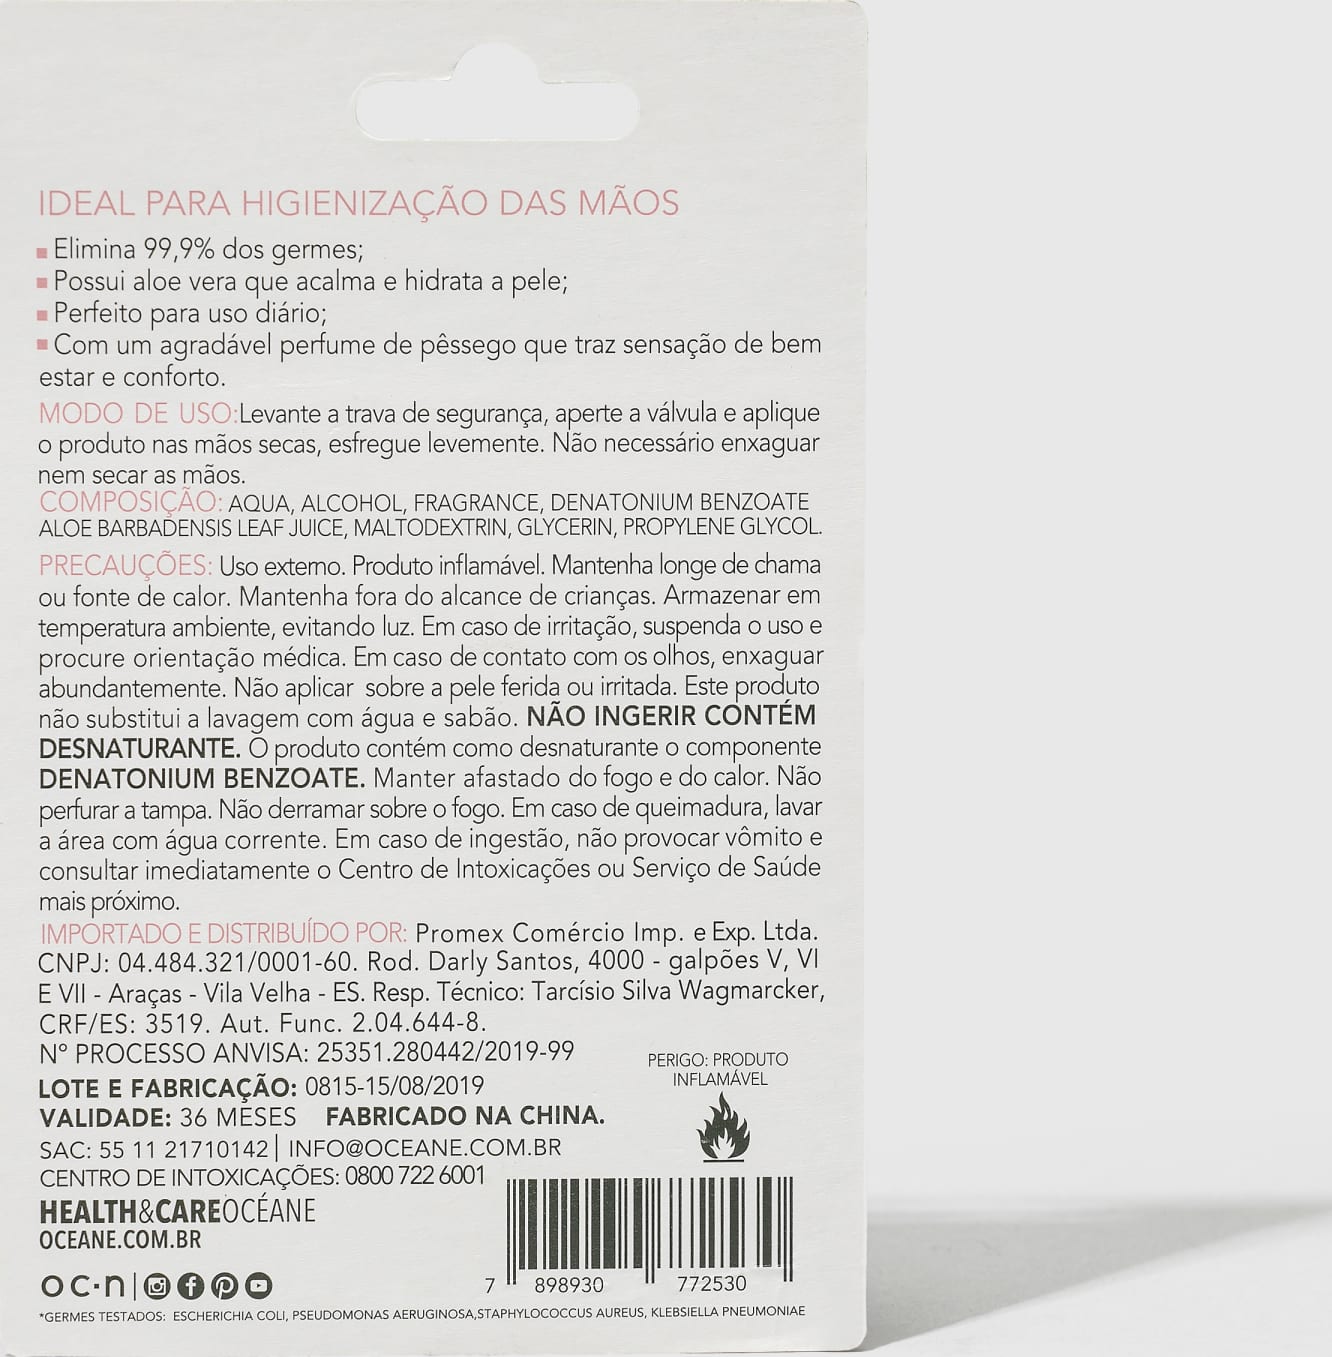 IDEAL PARA HIGIENIZAÇÃO DAS MÃOS
Elimina 99,9% dos germes;
Possui aloe vera que acalma e hidrata a pele;
Perfeito para uso diário;
Com um agradável perfume de pêssego que traz sensação de bem
estar e conforto.
MODO DE USO:Levante a trava de segurança, aperte a válvula e aplique
o produto nas mãos secas, esfregue levemente. Não necessário enxaguar
nem secar as mãos.
COMPOSIÇÃO: AQUA, ALCOHOL, FRAGRANCE, DENATONIUM BENZOATE
ALOE BARBADENSIS LEAF JUICE, MALTODEXTRIN, GLYCERIN, PROPYLENE GLYCOL.
PRECAUÇÕES: Uso externo. Produto inflamável. Mantenha longe de chama
ou fonte de calor. Mantenha fora do alcance de crianças. Armazenar em
temperatura ambiente, evitando luz. Em caso de irritação, suspenda o uso e
procure orientação médica. Em caso de contato com os olhos, enxaguar
abundantemente. Não aplicar sobre a pele ferida ou irritada. Este produto
não substitui a lavagem com água e sabão. NÃO INGERIR CONTÉM
DESNATURANTE. O produto contém como desnaturante o componente
DENATONIUM BENZOATE. Manter afastado do fogo e do calor. Não
perfurar a tampa. Não derramar sobre o fogo. Em caso de queimadura, lavar
a área com água corrente. Em caso de ingestão, não provocar vômito e
consultar imediatamente o Centro de Intoxicações ou Serviço de Saúde
mais próximo.
IMPORTADO E DISTRIBUÍDO POR: Promex Comércio Imp. e Exp. Ltda.
CNPJ: 04.484.321/0001-60. Rod. Darly Santos, 4000 - galpões V, VI
E VII - Araças - Vila Velha - ES. Resp. Técnico: Tarcísio Silva Wagmarcker,
CRF/ES: 3519. Aut. Func. 2.04.644-8.
N° PROCESSO ANVISA: 25351.280442/2019-99
PERIGO: PRODUTO
INFLAMÁVEL
LOTE E FABRICAÇÃO: 0815-15/08/2019
VALIDADE: 36 MESES FABRICADO NA CHINA.
SAC: 55 11 21710142| INFO@OCEANE.COM.BR
CENTRO DE INTOXICAÇÕES: 0800 722 6001
HEALTH&CAREOCÉANE
OCEANE.COM.BR
7 898930 772530
oc·n|
*GERMES TESTADOS: ESCHERICHIA COLI, PSEUDOMONAS AERUGINOSA,STAPHYLOCOCCUS AUREUS, KLEBSIELLA PNEUMONIAE